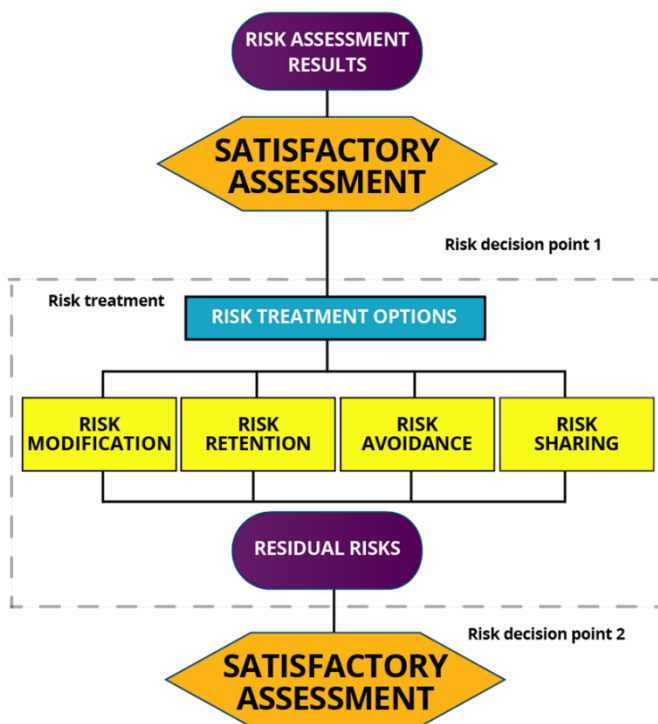 RISK ASSESSMENT
RESULTS
SATISFACTORY
ASSESSMENT
Risk decision point 1
Risk treatment
RISK TREATMENT OPTIONS
RISK
MODIFICATION
RISK
RETENTION
RISK
AVOIDANCE
RISK
SHARING
RESIDUAL RISKS
Risk decision point 2
SATISFACTORY
ASSESSMENT